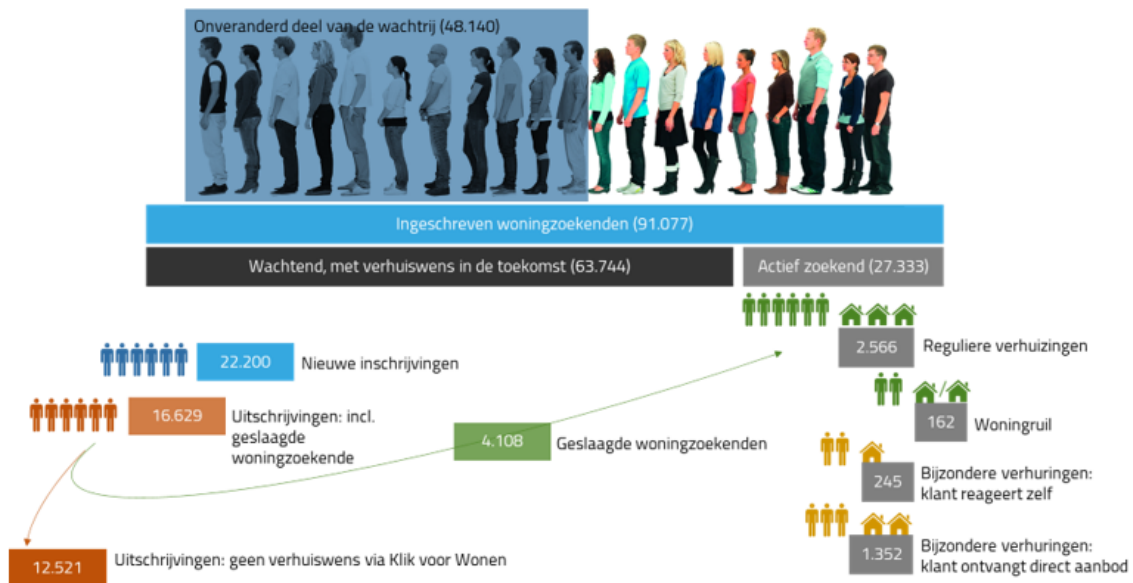 Onveranderd deel van de wachtrij (48.140)
Ingeschreven woningzoekenden (91.077)
Wachtend, met verhuiswens in de toekomst (63.744)
Actief zoekend (27.333)
2.566
Reguliere verhuizingen
22.200
Nieuwe inschrijvingen
16.629
Uitschrijvingen: incl.
geslaagde
woningzoekende
4.108
Geslaagde woningzoekenden
162
Woningruil
245
Bijzondere verhuringen:
klant reageert zelf
12.521
Uitschrijvingen: geen verhuiswens via Klik voor Wonen
1.352
Bijzondere verhuringen:
klant ontvangt direct aanbod